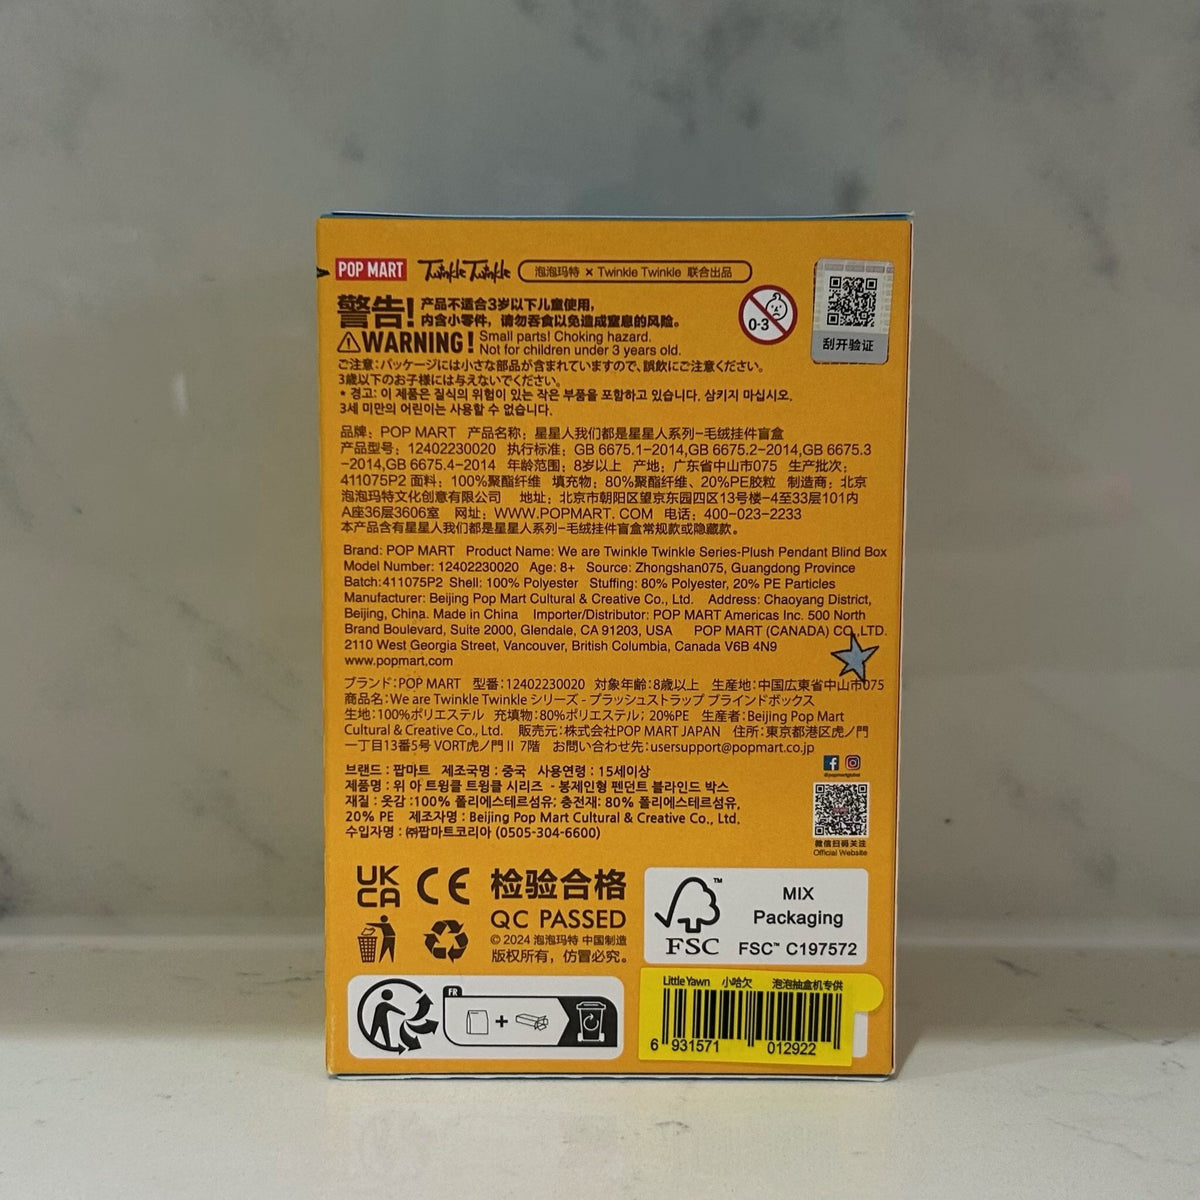 POP MART Twinkle Twinkle 泡泡玛特 × Twinkle Twinkle 联合出品
警告! 产品不适合3岁以下儿童使用，
内含小零件，请勿吞食以免造成窒息的风险。
WARNING! Small parts! Choking hazard.
Not for children under 3 years old.
0-3
刮开验证
ご注意：パッケージには小さな部品が含まれていますので、誤飲にご注意ください。
3歳以下のお子様には与えないでください。
* 경고: 이 제품은 질식의 위험이 있는 작은 부품을 포함하고 있습니다. 삼키지 마십시오.
3세 미만의 어린이는 사용할 수 없습니다.
品牌：POP MART 产品名称：星星人我们都是星星人系列-毛绒挂件盲盒
产品型号：12402230020 执行标准：GB 6675.1-2014,GB 6675.2-2014,GB 6675.3
-2014,GB 6675.4-2014 年龄范围：8岁以上 产地：广东省中山市075 生产批次：
411075P2 面料：100%聚酯纤维 填充物：80%聚酯纤维、20%PE胶粒 制造商：北京
泡泡玛特文化创意有限公司 地址：北京市朝阳区望京东园四区13号楼-4至33层101内
A座36层3606室 网址：WWW.POPMART.COM 电话：400-023-2233
本产品含有星星人我们都是星星人系列-毛绒挂件盲盒常规款或隐藏款。
Brand: POP MART Product Name: We are Twinkle Twinkle Series-Plush Pendant Blind Box
Model Number: 12402230020 Age: 8+ Source: Zhongshan075, Guangdong Province
Batch:411075P2 Shell: 100% Polyester Stuffing: 80% Polyester, 20% PE Particles
Manufacturer: Beijing Pop Mart Cultural & Creative Co., Ltd. Address: Chaoyang District,
Beijing, China. Made in China Importer/Distributor: POP MART Americas Inc. 500 North
Brand Boulevard, Suite 2000, Glendale, CA 91203, USA POP MART (CANADA) CO.,LTD.
2110 West Georgia Street, Vancouver, British Columbia, Canada V6B 4N9
www.popmart.com
ブランド：POP MART 型番：12402230020 対象年齢：8歳以上 生産地：中国広東省中山市075
商品名：We are Twinkle Twinkle シリーズ - プラッシュストラップ ブラインドボックス
生地：100%ポリエステル 充填物：80%ポリエステル；20%PE 生産者：Beijing Pop Mart
Cultural & Creative Co., Ltd. 販売元：株式会社POP MART JAPAN 住所：東京都港区虎ノ門
一丁目13番5号 VORT虎ノ門Ⅱ 7階 お問い合わせ先：usersupport@popmart.co.jp
브랜드 : 팝마트 제조국명 : 중국 사용연령 : 15세이상
제품명 : 위 아 트윙클 트윙클 시리즈 - 봉제인형 펜던트 블라인드 박스
재질 : 옷감 :100% 폴리에스테르섬유; 충전재: 80% 폴리에스테르섬유,
20% PE 제조자명 : Beijing Pop Mart Cultural & Creative Co., Ltd.
수입자명 : ㈜팝마트코리아 (0505-304-6600)
@popmartglobal
微信扫码关注
Official Website
UK
CA CE
检验合格
QC PASSED
© 2024 泡泡玛特 中国制造
版权所有，仿冒必究。
FSC™
MIX
Packaging
FSC™ C197572
FR
+
Little Yawn 小哈欠 泡泡抽盒机专供
6 931571 012922